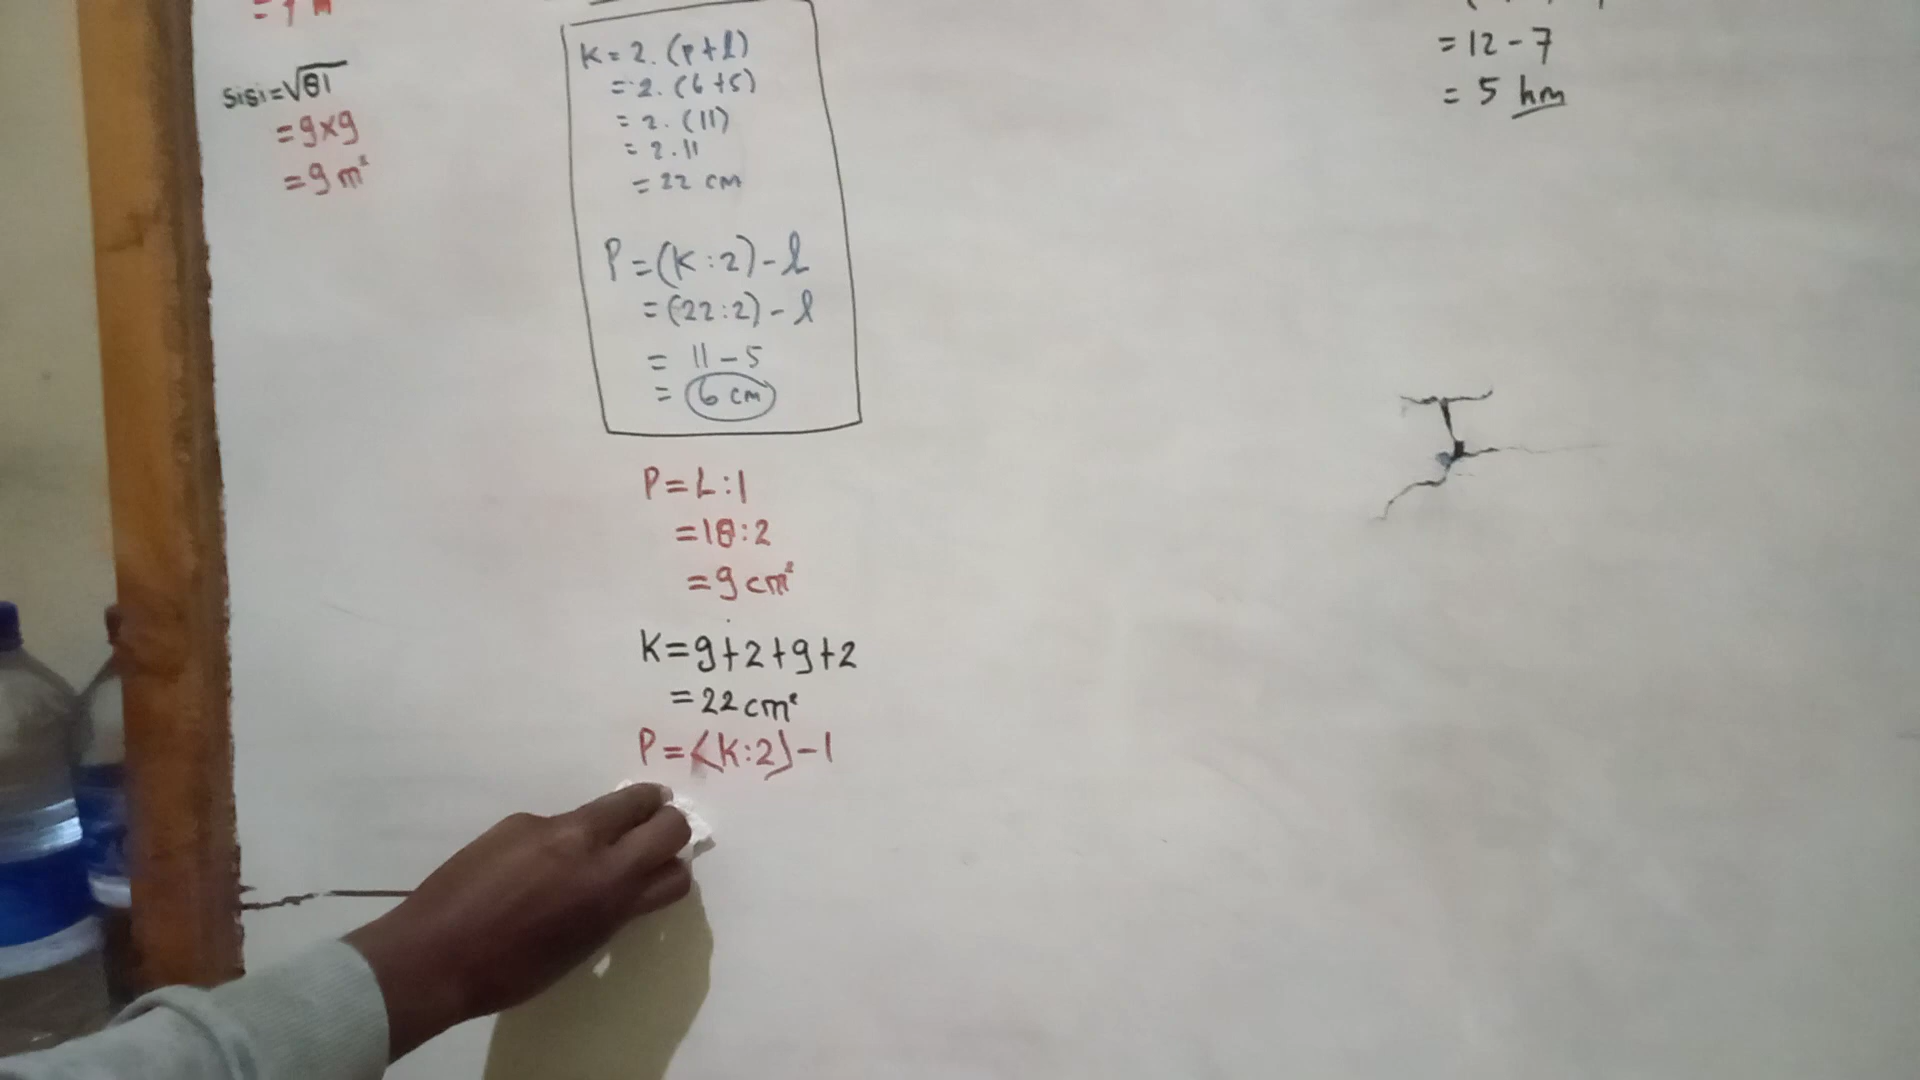 sisi=√81
=9x9
=9 m²
K = 2. (P+l)
= 2. (6+5)
= 2. (11)
= 2.11
= 22 cm
P=(K:2)-l
=(22:2)-l
= 11-5
= 6 cm
P=L:l
=18:2
=9 cm²
K=9+2+9+2
=22 cm²
P=(K:2)-l
=12-7
= 5 hm